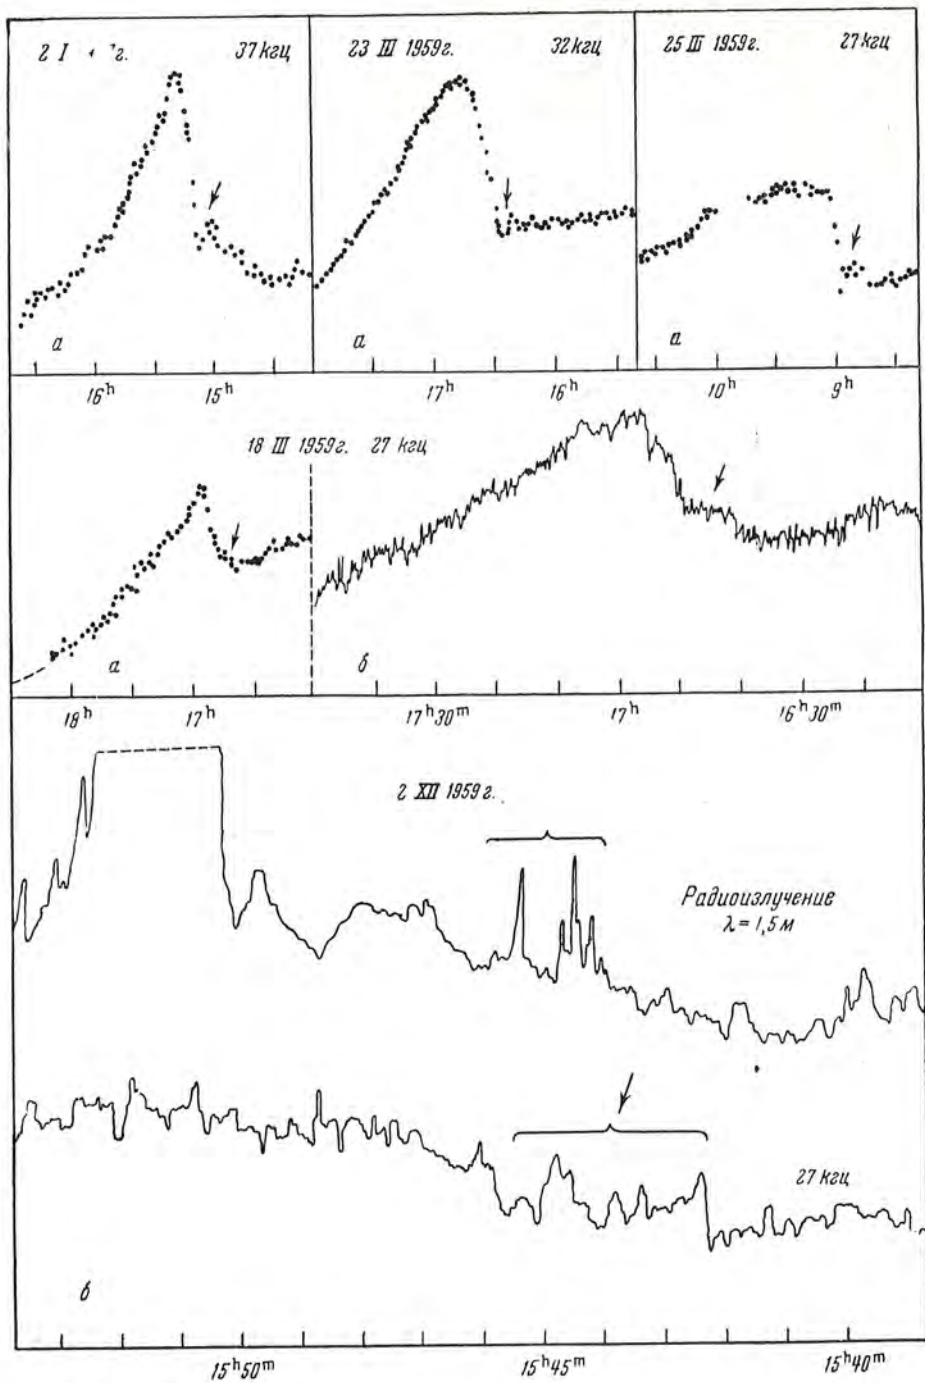 2 I г.
37 кгц
23 III 1959 г.
32 кгц
25 III 1959 г.
27 кгц
а
а
а
16ʰ
15ʰ
17ʰ
16ʰ
10ʰ
9ʰ
18 III 1959 г. 27 кгц
а
б
18ʰ
17ʰ
17ʰ30ᵐ
17ʰ
16ʰ30ᵐ
2 XII 1959 г.
Радиоизлучение
λ = 1,5 м
27 кгц
б
15ʰ50ᵐ
15ʰ45ᵐ
15ʰ40ᵐ